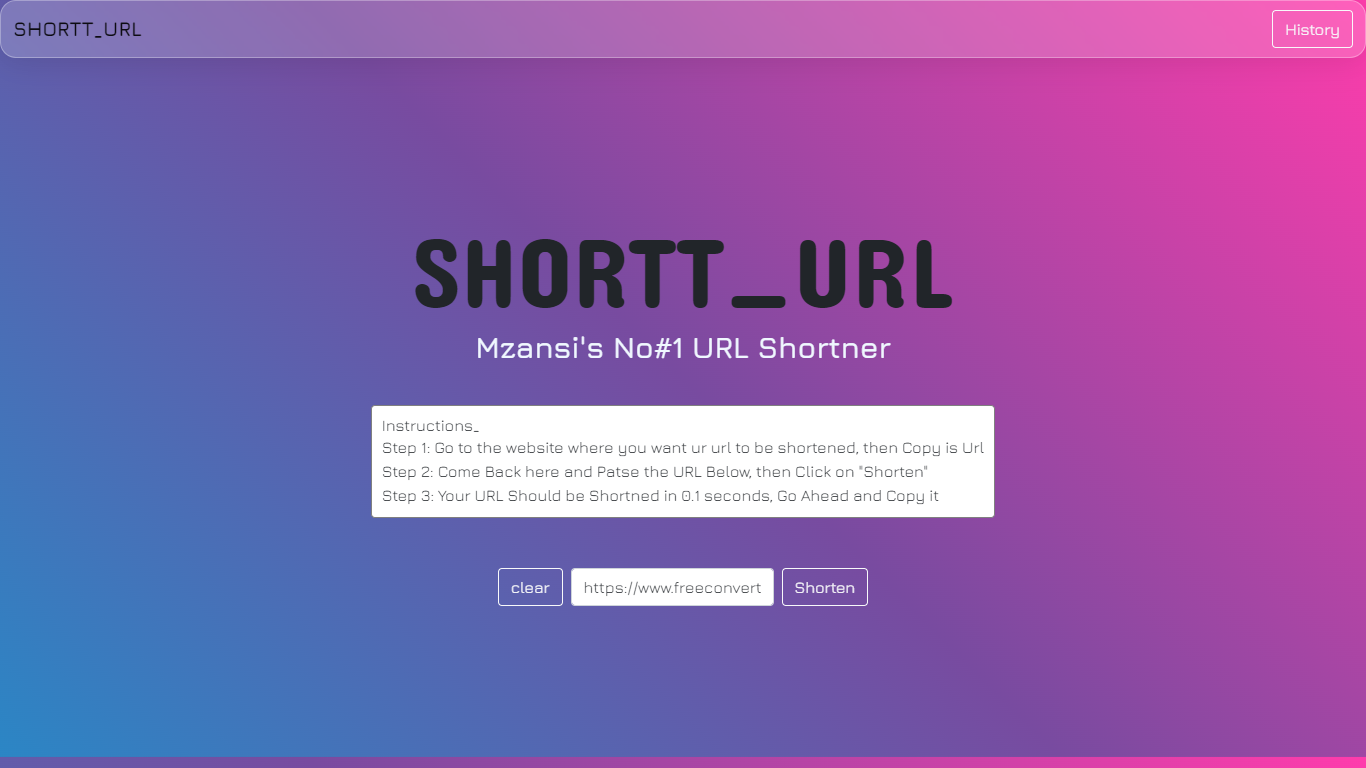 SHORTT_URL
History
SHORTT_URL
Mzansi's No#1 URL Shortner
Instructions_
Step 1: Go to the website where you want ur url to be shortened, then Copy is Url
Step 2: Come Back here and Patse the URL Below, then Click on "Shorten"
Step 3: Your URL Should be Shortned in 0.1 seconds, Go Ahead and Copy it
clear
https://www.freeconvert
Shorten